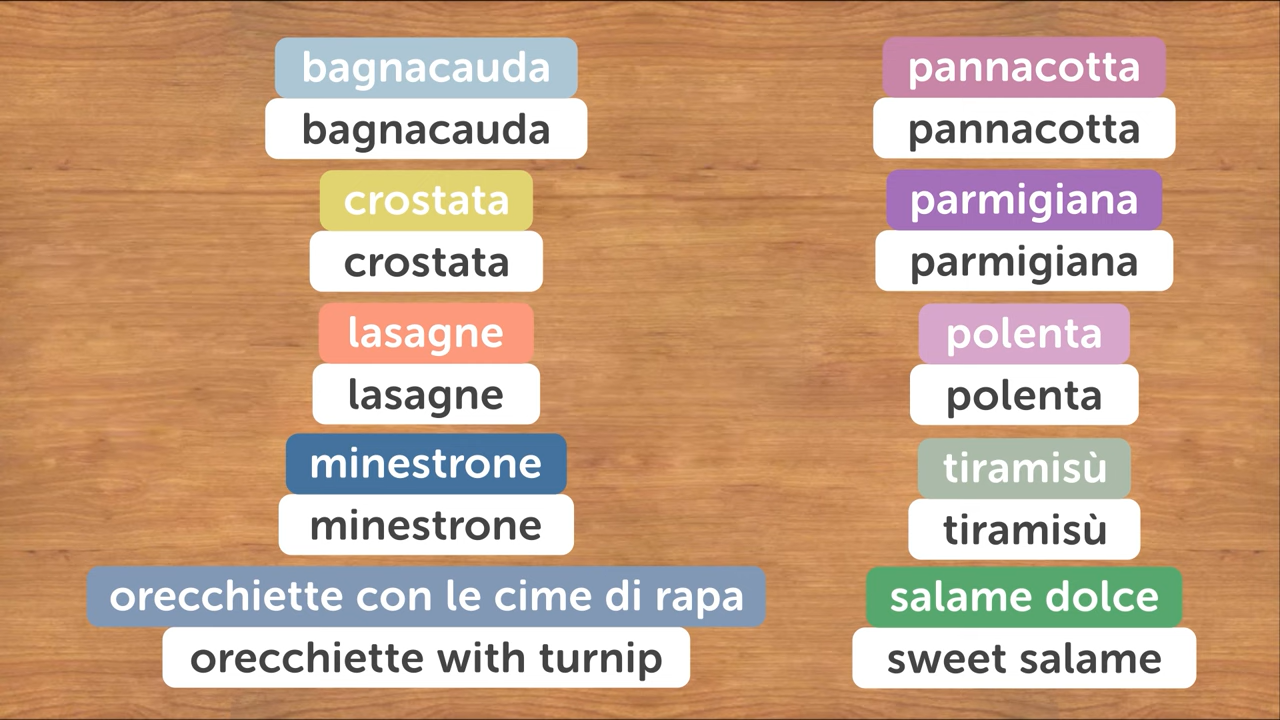 bagnacauda
bagnacauda
crostata
crostata
lasagne
lasagne
minestrone
minestrone
orecchiette con le cime di rapa
orecchiette with turnip
pannacotta
pannacotta
parmigiana
parmigiana
polenta
polenta
tiramisù
tiramisù
salame dolce
sweet salame